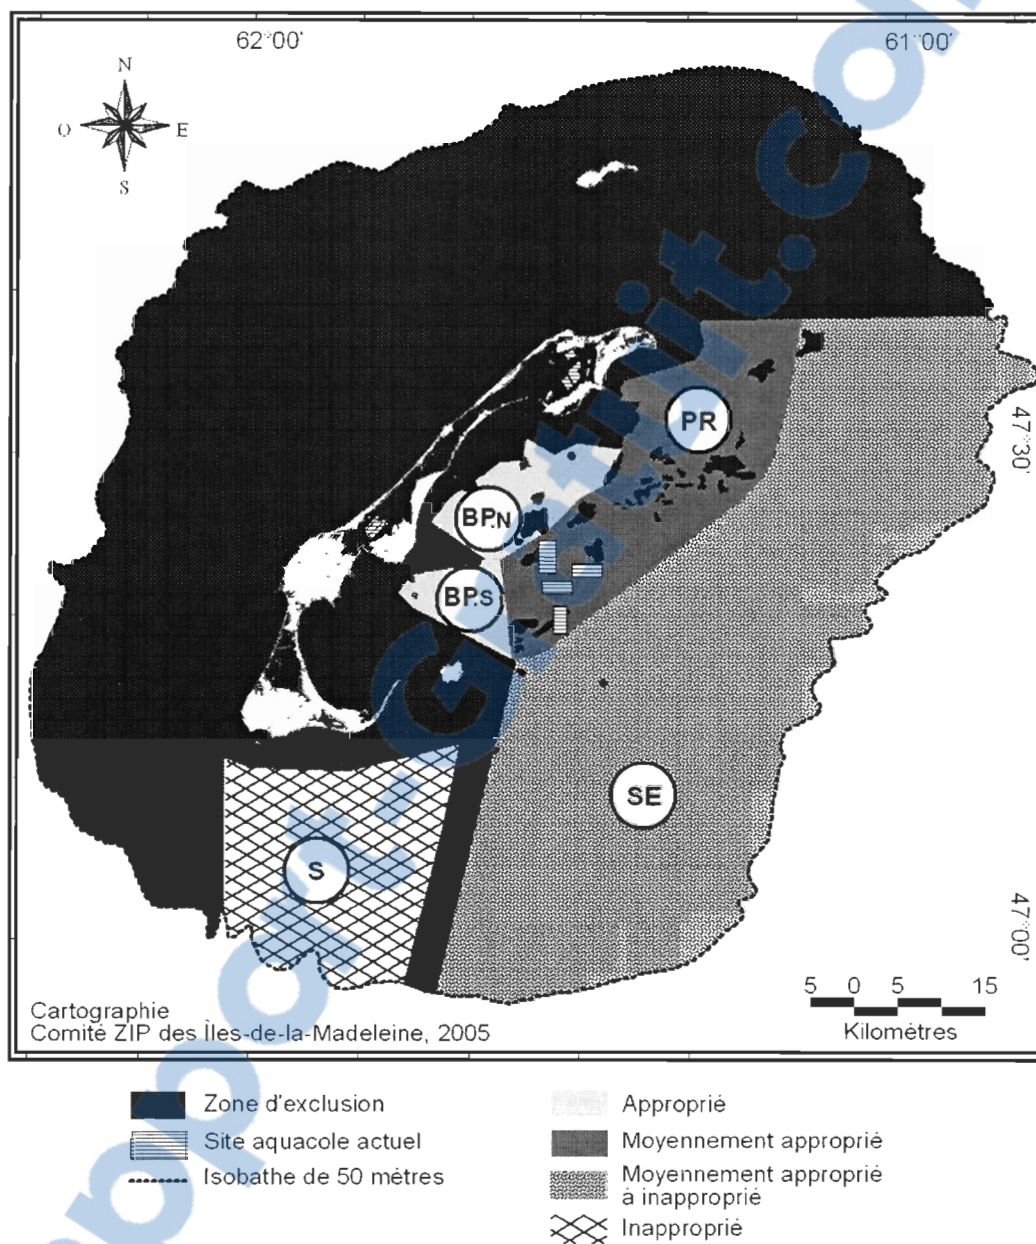 62°00'
61°00'
N
O
E
S
47°30'
PR
BP.N
BP.S
SE
S
47°00'
5 0 5 15
Kilomètres
Cartographie
Comité ZIP des Îles-de-la-Madeleine, 2005
Zone d'exclusion
Site aquacole actuel
Isobathe de 50 mètres
Approprié
Moyennement approprié
Moyennement approprié
à inapproprié
Inapproprié